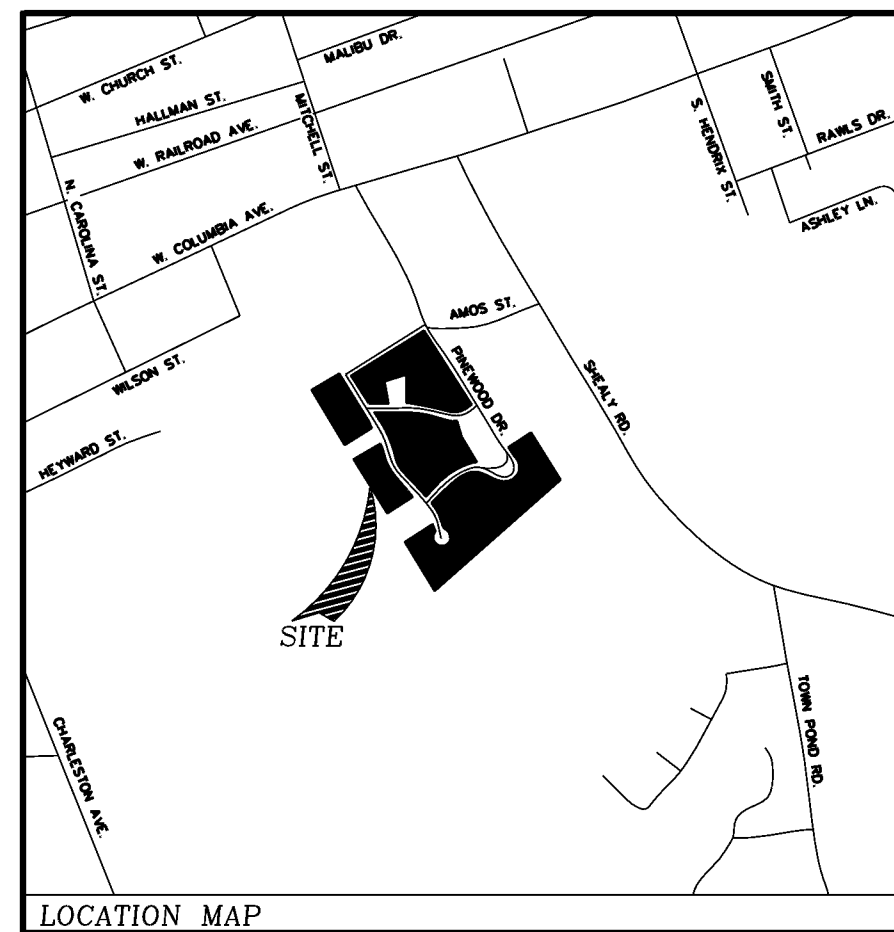 MALIBU DR.
W. CHURCH ST.
HALLMAN ST.
MITCHELL ST.
W. RAILROAD AVE.
SMITH ST.
S. HENDRIX ST.
RAWLS DR.
N. CAROLINA ST.
W. COLUMBIA AVE.
ASHLEY LN.
AMOS ST.
WILSON ST.
PINEWOOD DR.
SHEALY RD.
HEYWARD ST.
SITE
TOWN POND RD.
CHARLESTON AVE.
LOCATION MAP